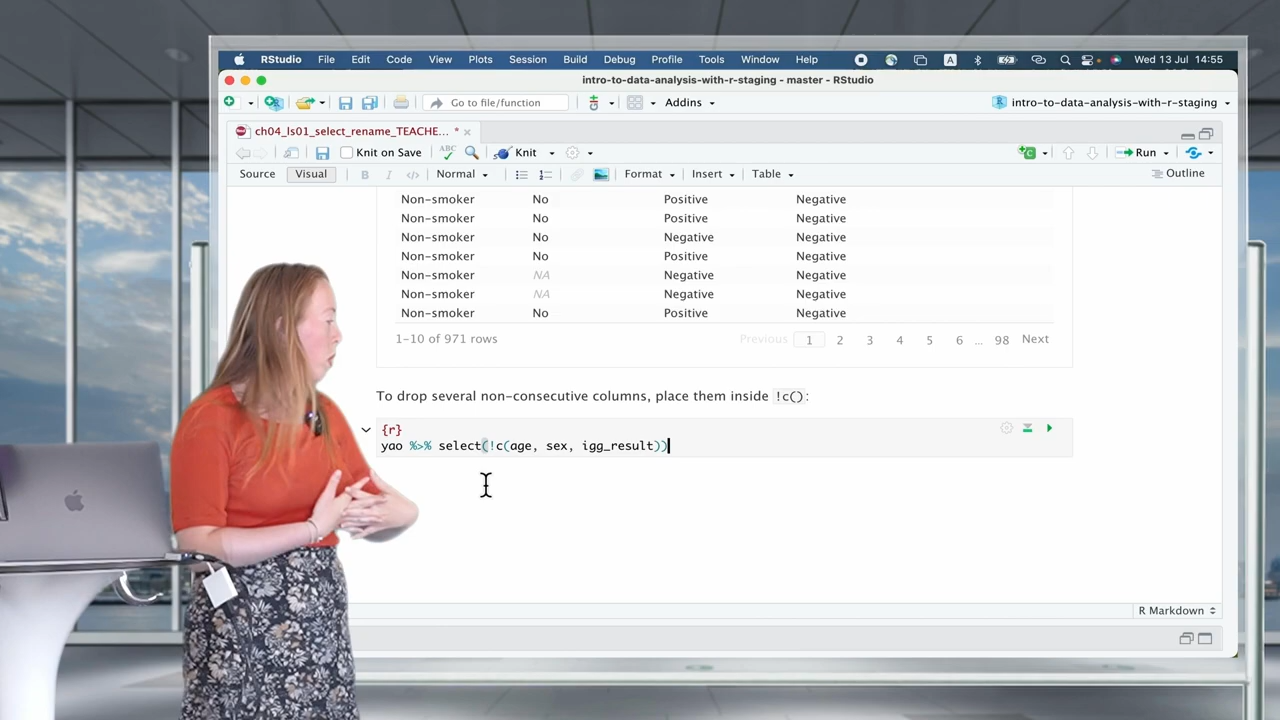 RStudio File Edit Code View Plots Session Build Debug Profile Tools Window Help A Wed 13 Jul 14:55
intro-to-data-analysis-with-r-staging - master - RStudio
Go to file/function Addins intro-to-data-analysis-with-r-staging
ch04_ls01_select_rename_TEACHE... *
Knit on Save ABC Knit Run
Source Visual B I Normal Format Insert Table Outline
Non-smoker No Positive Negative
Non-smoker No Positive Negative
Non-smoker No Negative Negative
Non-smoker No Positive Negative
Non-smoker NA Negative Negative
Non-smoker NA Negative Negative
Non-smoker No Positive Negative
1-10 of 971 rows Previous 1 2 3 4 5 6 ... 98 Next
To drop several non-consecutive columns, place them inside !c():
{r}
yao %>% select(!c(age, sex, igg_result))
R Markdown